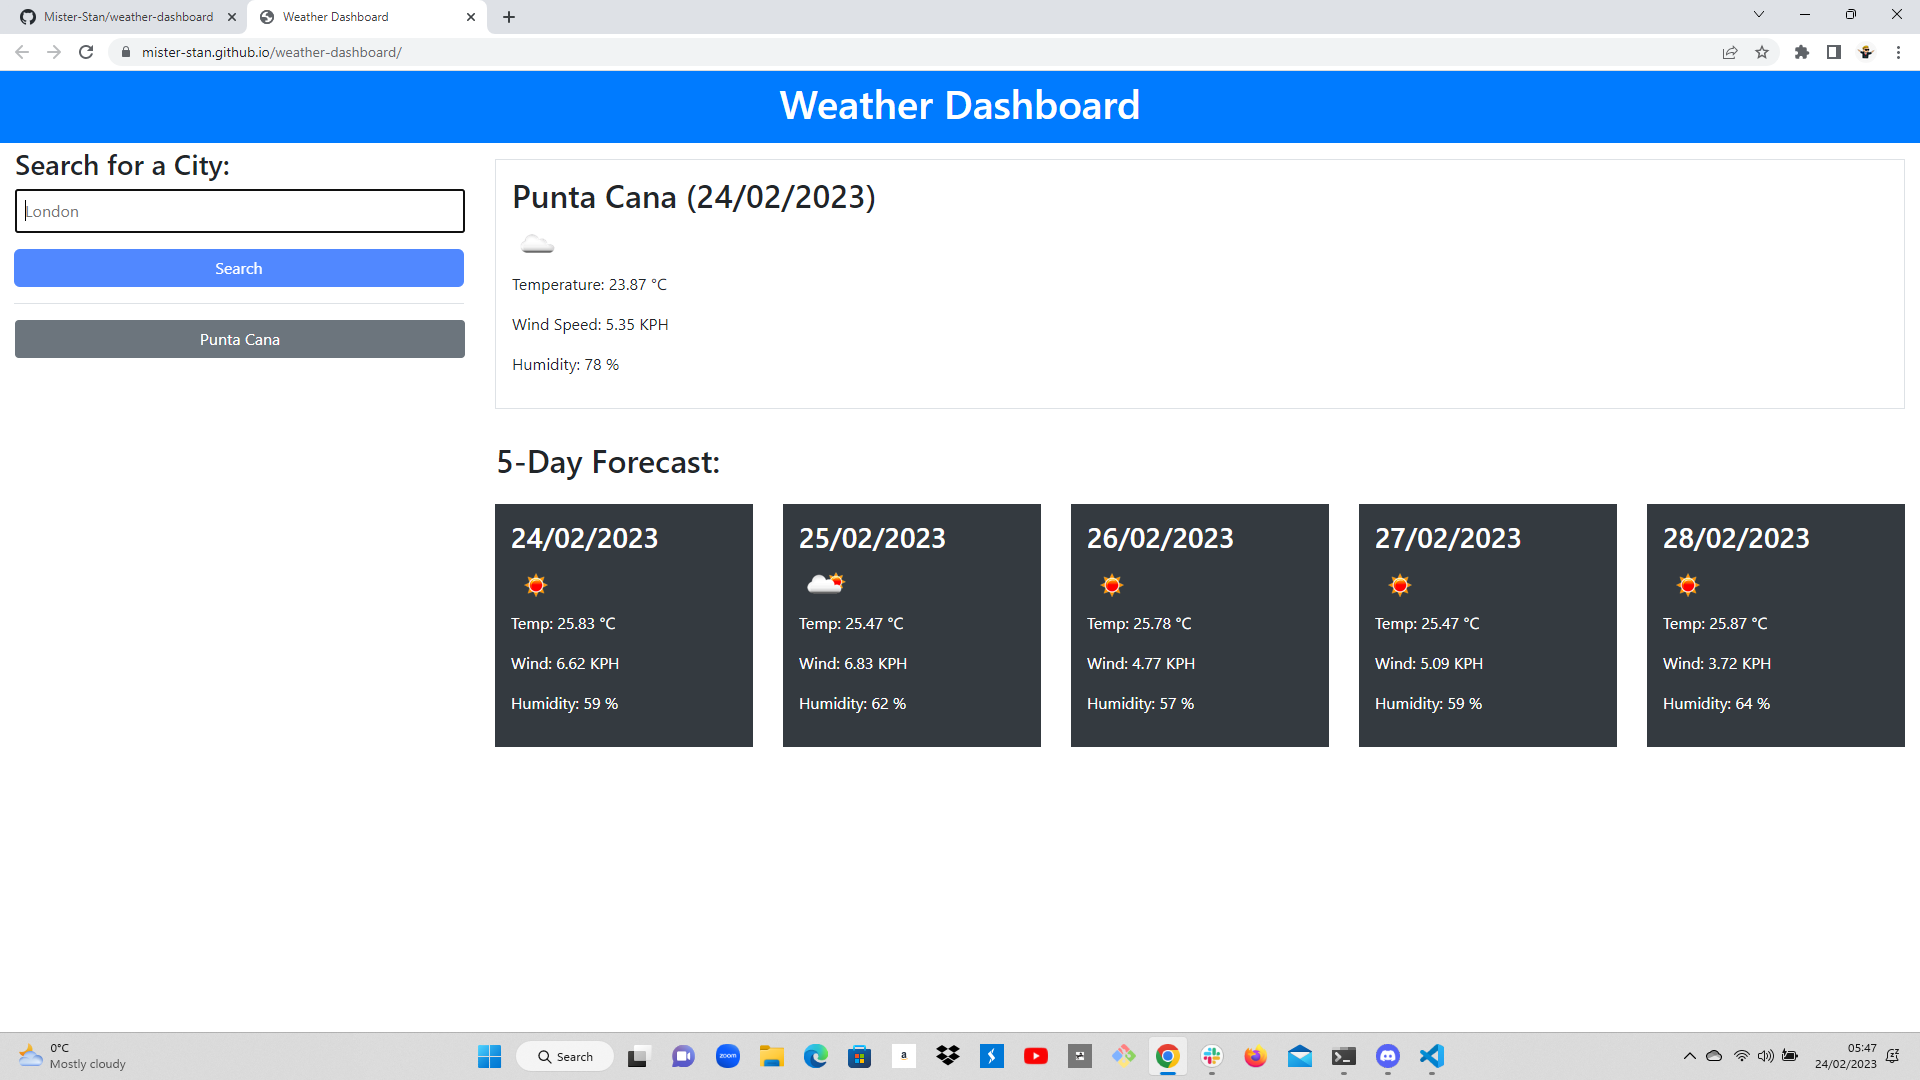 Mister-Stan/weather-dashboard
Weather Dashboard
mister-stan.github.io/weather-dashboard/
Weather Dashboard
Search for a City:
London
Search
Punta Cana
Punta Cana (24/02/2023)
Temperature: 23.87 °C
Wind Speed: 5.35 KPH
Humidity: 78 %
5-Day Forecast:
24/02/2023
Temp: 25.83 °C
Wind: 6.62 KPH
Humidity: 59 %
25/02/2023
Temp: 25.47 °C
Wind: 6.83 KPH
Humidity: 62 %
26/02/2023
Temp: 25.78 °C
Wind: 4.77 KPH
Humidity: 57 %
27/02/2023
Temp: 25.47 °C
Wind: 5.09 KPH
Humidity: 59 %
28/02/2023
Temp: 25.87 °C
Wind: 3.72 KPH
Humidity: 64 %
0°C
Mostly cloudy
Search
zoom
a
05:47
24/02/2023